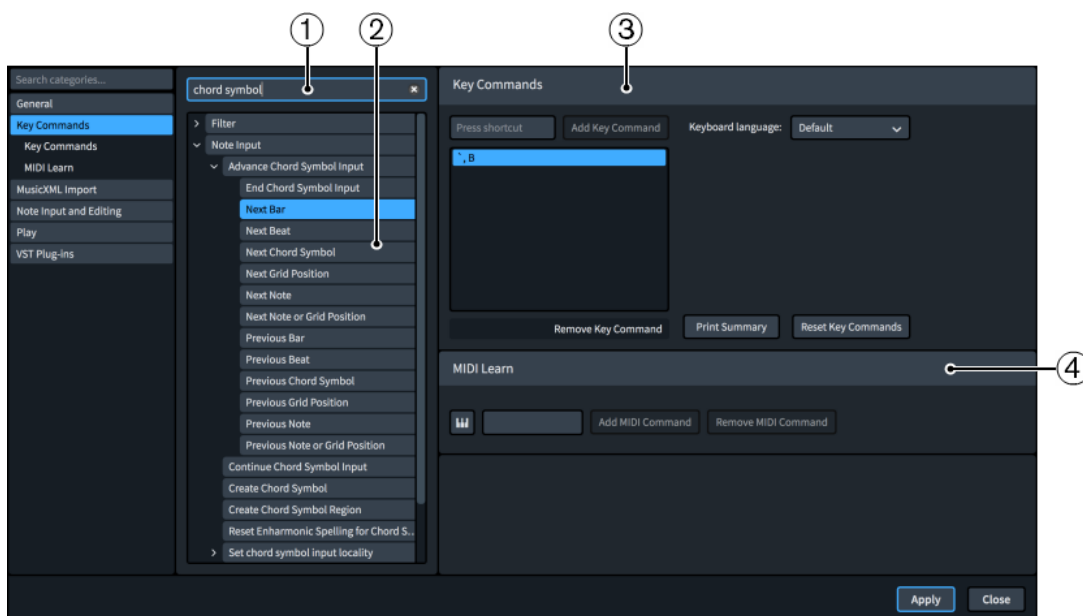 1
2
3
Search categories...
General
Key Commands
Key Commands
MIDI Learn
MusicXML Import
Note Input and Editing
Play
VST Plug-ins
chord symbol
Filter
Note Input
Advance Chord Symbol Input
End Chord Symbol Input
Next Bar
Next Beat
Next Chord Symbol
Next Grid Position
Next Note
Next Note or Grid Position
Previous Bar
Previous Beat
Previous Chord Symbol
Previous Grid Position
Previous Note
Previous Note or Grid Position
Continue Chord Symbol Input
Create Chord Symbol
Create Chord Symbol Region
Reset Enharmonic Spelling for Chord S..
Set chord symbol input locality
Key Commands
Press shortcut Add Key Command Keyboard language: Default
`, B
Remove Key Command Print Summary Reset Key Commands
MIDI Learn
4
Add MIDI Command Remove MIDI Command
Apply Close